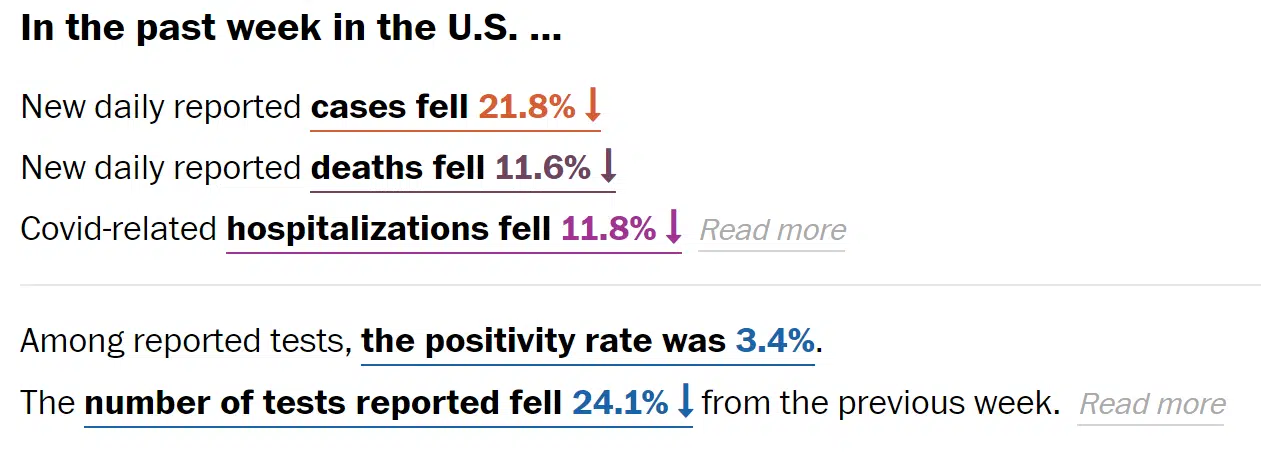 In the past week in the U.S. ...
New daily reported cases fell 21.8% ↓
New daily reported deaths fell 11.6% ↓
Covid-related hospitalizations fell 11.8% ↓ Read more
Among reported tests, the positivity rate was 3.4%.
The number of tests reported fell 24.1% ↓ from the previous week. Read more